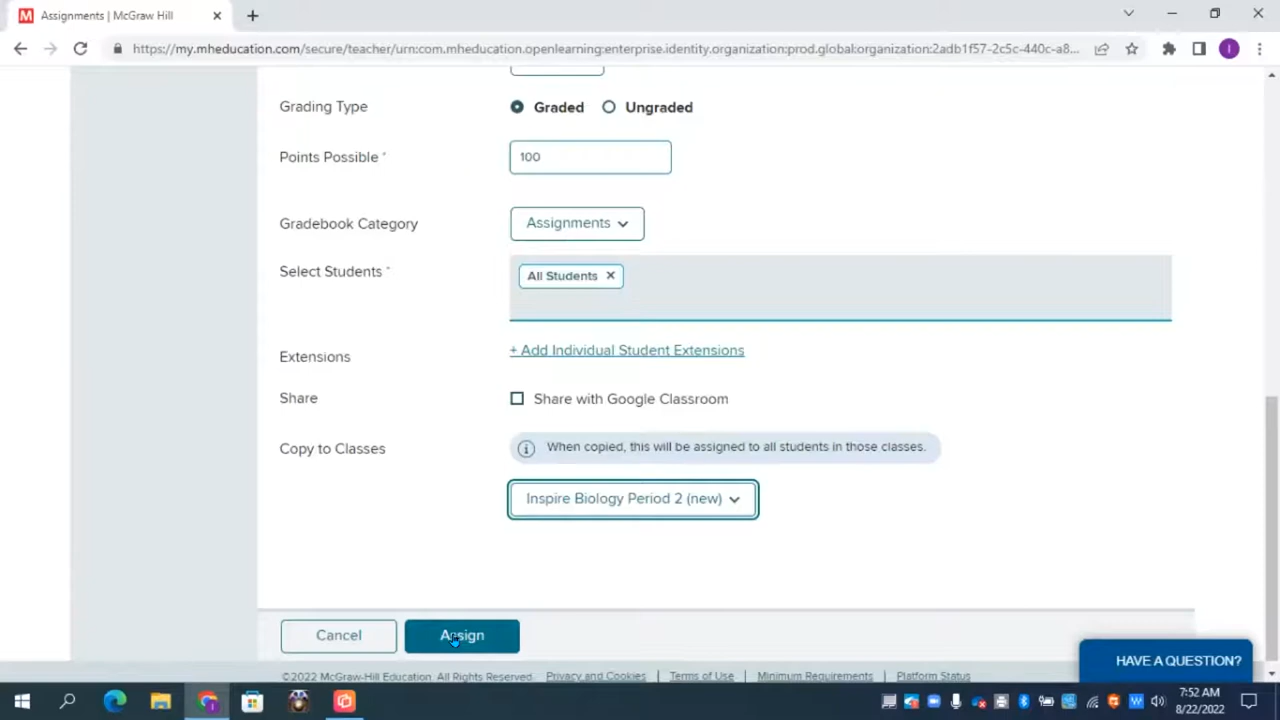 Assignments | McGraw Hill
https://my.mheducation.com/secure/teacher/urn:com.mheducation.openlearning:enterprise.identity.organization:prod.global:organization:2adb1f57-2c5c-440c-a8...
Grading Type
Graded
Ungraded
Points Possible *
100
Gradebook Category
Assignments
Select Students *
All Students ×
Extensions
+ Add Individual Student Extensions
Share
Share with Google Classroom
Copy to Classes
When copied, this will be assigned to all students in those classes.
Inspire Biology Period 2 (new)
Cancel
Assign
HAVE A QUESTION?
©2022 McGraw-Hill Education. All Rights Reserved. Privacy and Cookies Terms of Use Minimum Requirements Platform Status
7:52 AM
8/22/2022